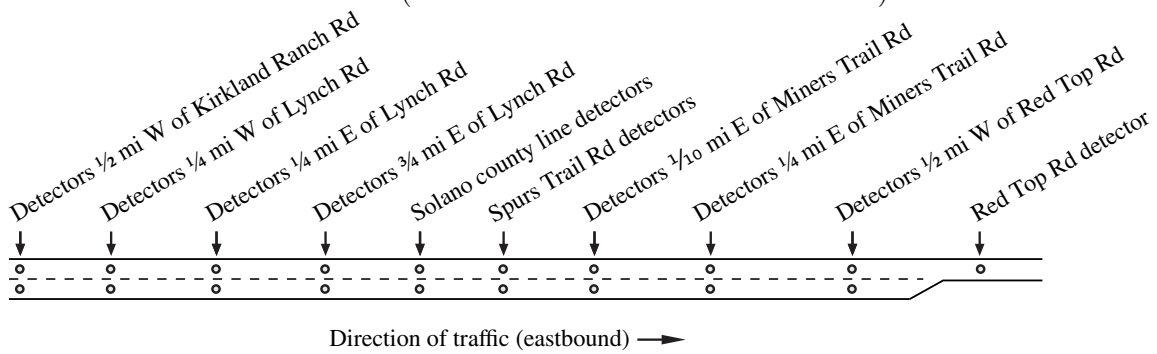 Detectors ½ mi W of Kirkland Ranch Rd
Detectors ¼ mi W of Lynch Rd
Detectors ¼ mi E of Lynch Rd
Detectors ¾ mi E of Lynch Rd
Solano county line detectors
Spurs Trail Rd detectors
Detectors ⅒ mi E of Miners Trail Rd
Detectors ¼ mi E of Miners Trail Rd
Detectors ½ mi W of Red Top Rd
Red Top Rd detector
Direction of traffic (eastbound)